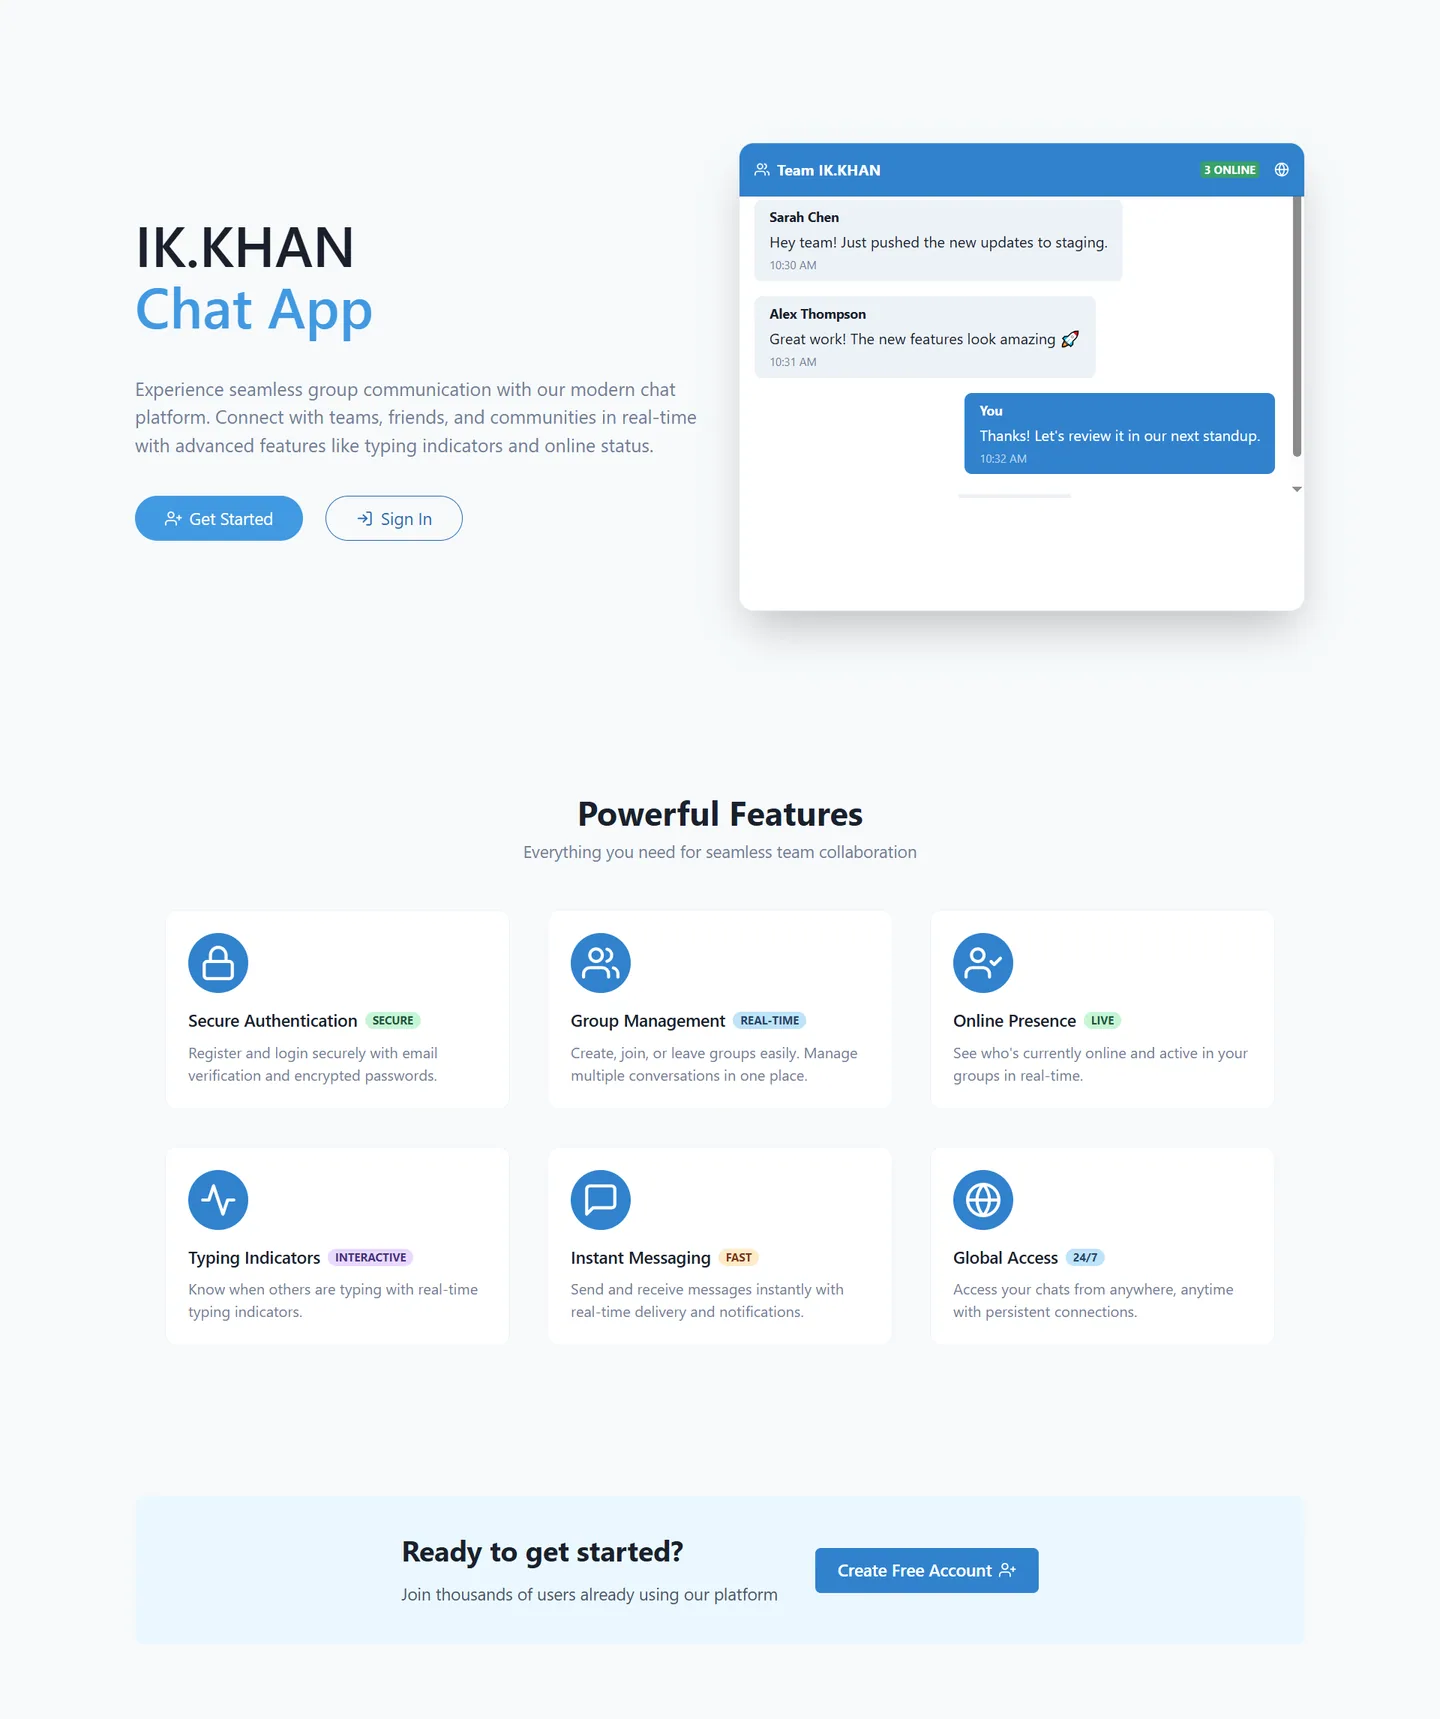 IK.KHAN
Chat App
Experience seamless group communication with our modern chat
platform. Connect with teams, friends, and communities in real-time
with advanced features like typing indicators and online status.
Get Started
Sign In
Team IK.KHAN
3 ONLINE
Sarah Chen
Hey team! Just pushed the new updates to staging.
10:30 AM
Alex Thompson
Great work! The new features look amazing 🚀
10:31 AM
You
Thanks! Let's review it in our next standup.
10:32 AM
Powerful Features
Everything you need for seamless team collaboration
Secure Authentication SECURE
Register and login securely with email
verification and encrypted passwords.
Group Management REAL-TIME
Create, join, or leave groups easily. Manage
multiple conversations in one place.
Online Presence LIVE
See who's currently online and active in your
groups in real-time.
Typing Indicators INTERACTIVE
Know when others are typing with real-time
typing indicators.
Instant Messaging FAST
Send and receive messages instantly with
real-time delivery and notifications.
Global Access 24/7
Access your chats from anywhere, anytime
with persistent connections.
Ready to get started?
Join thousands of users already using our platform
Create Free Account